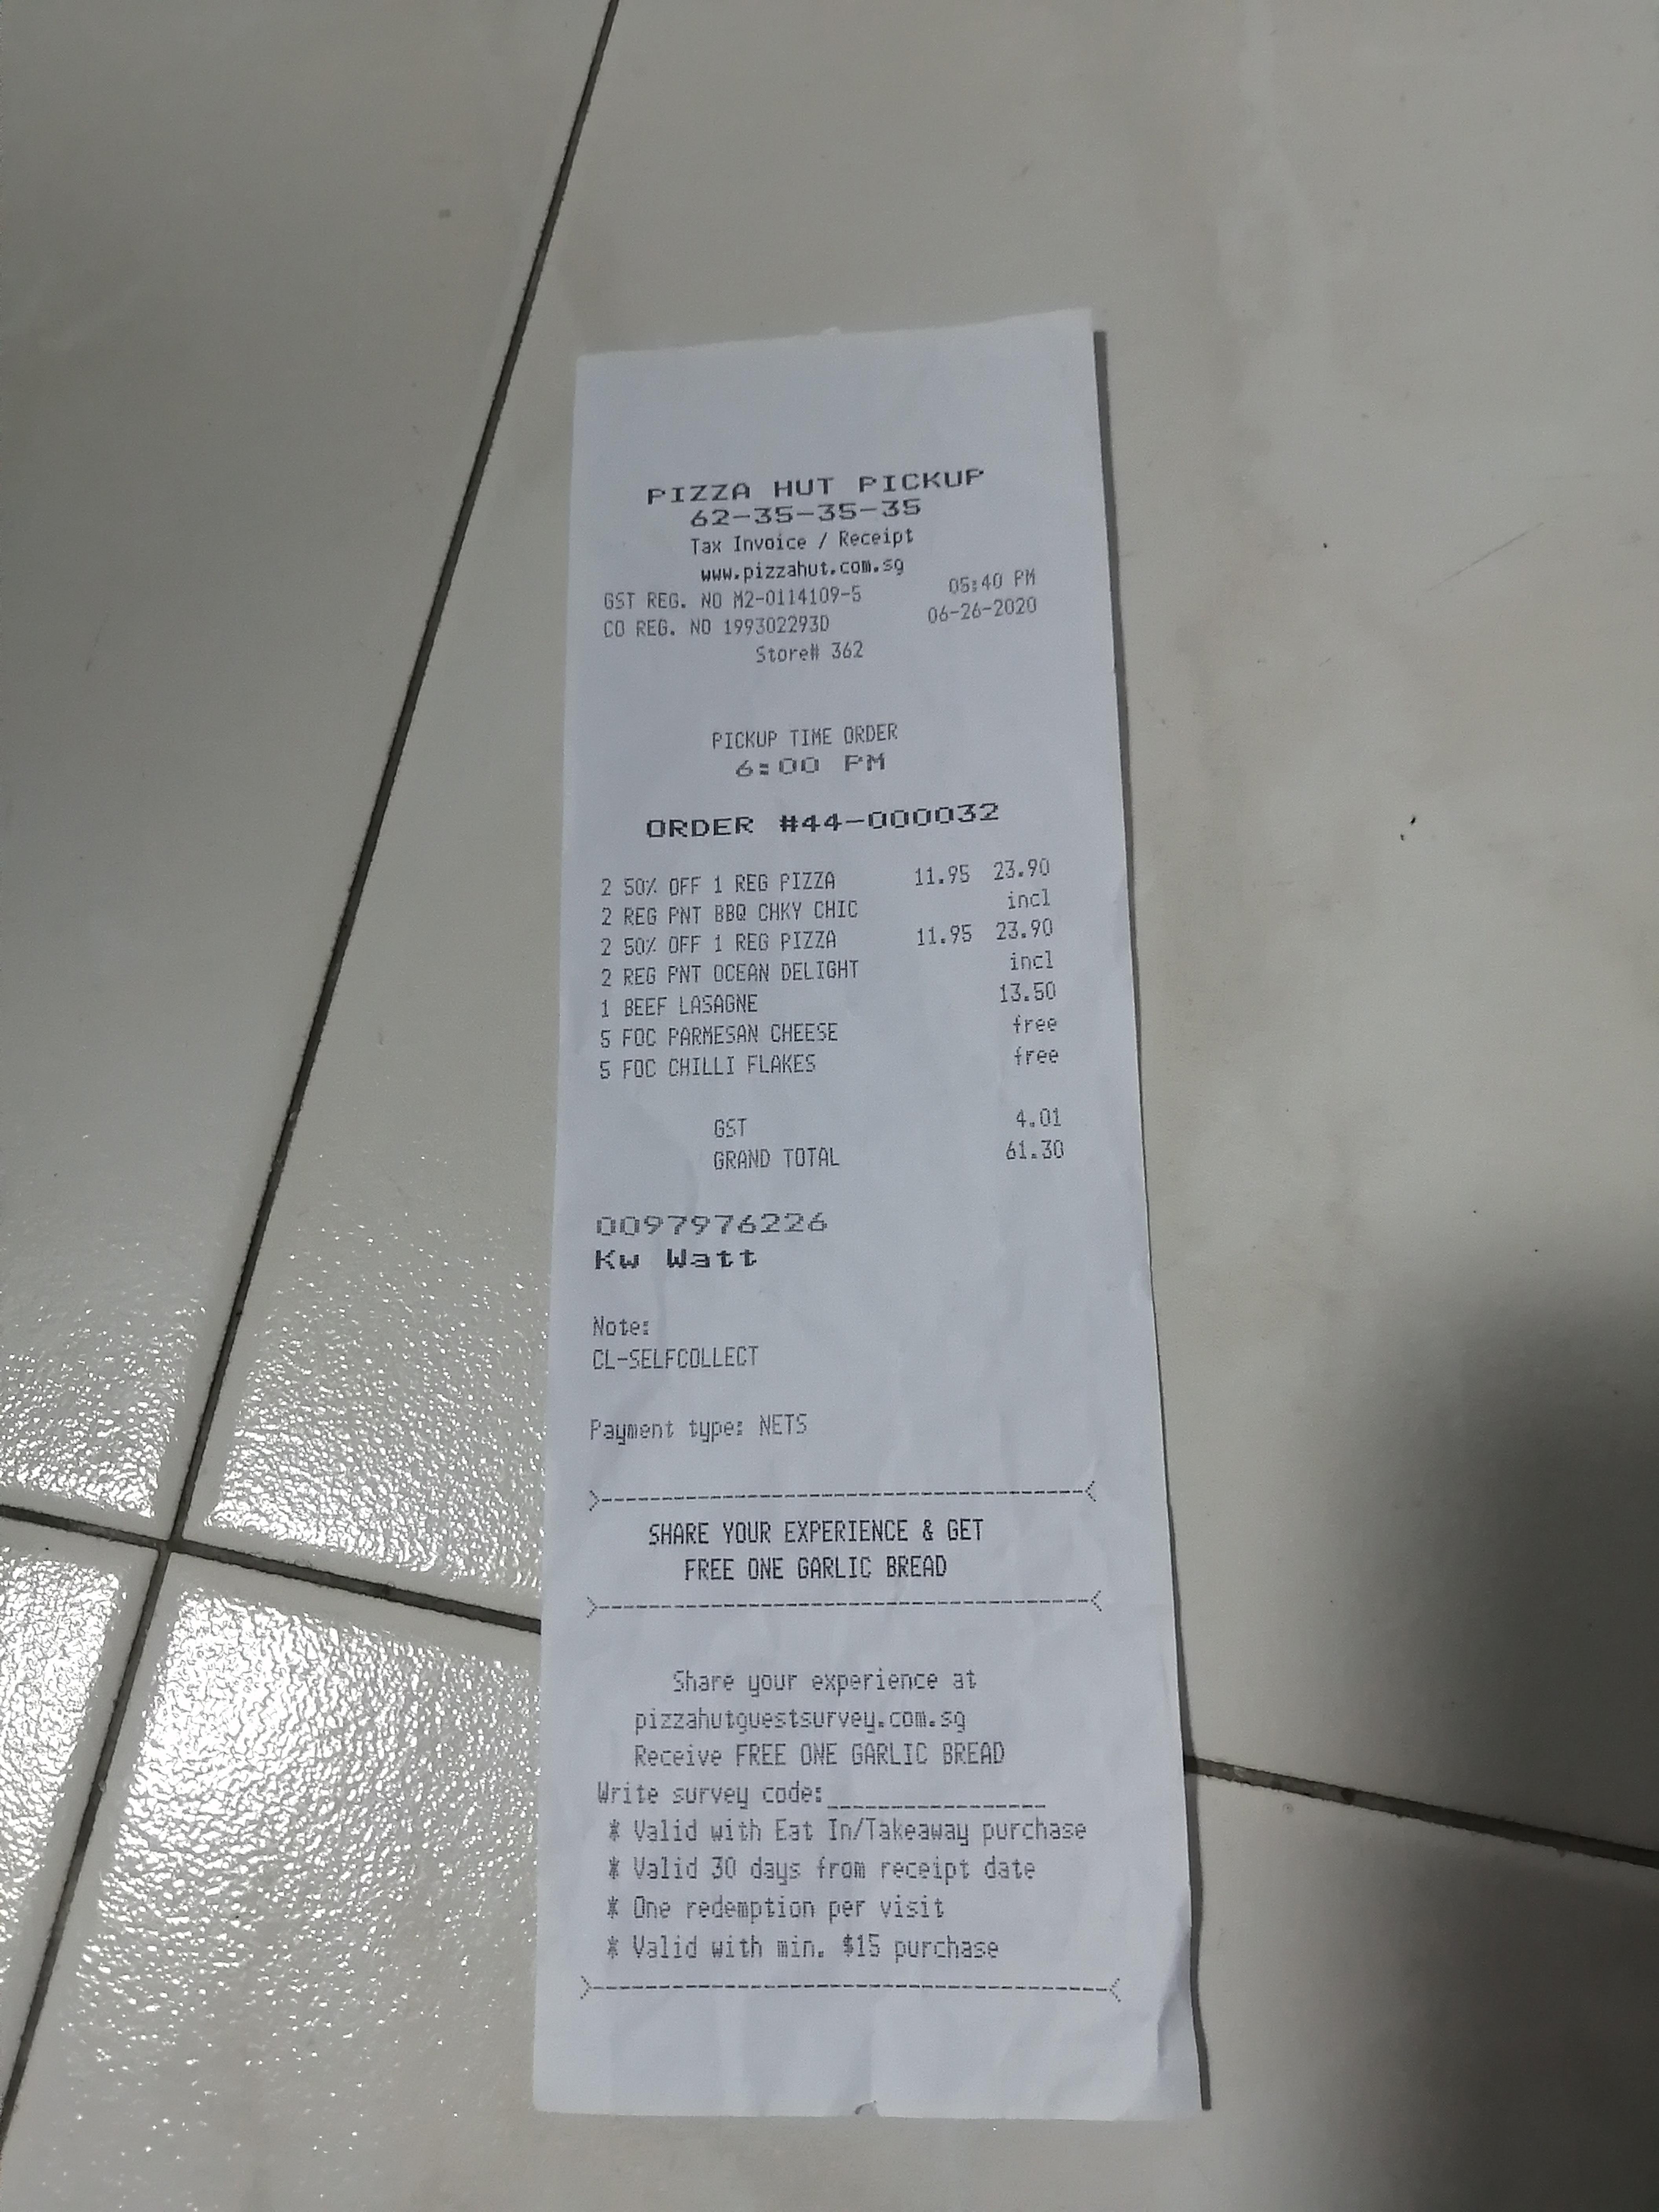 PIZZA HUT PICKUP
62-35-35-35
Tax Invoice / Receipt
www.pizzahut.com.sg
GST REG. NO M2-0114109-5 05:40 PM
CO REG. NO 199302293D 06-26-2020
Store# 362
PICKUP TIME ORDER
6:00 PM
ORDER #44-000032
2 50% OFF 1 REG PIZZA 11.95 23.90
2 REG PNT BBQ CHKY CHIC incl
2 50% OFF 1 REG PIZZA 11.95 23.90
2 REG PNT OCEAN DELIGHT incl
1 BEEF LASAGNE 13.50
5 FOC PARMESAN CHEESE free
5 FOC CHILLI FLAKES free
GST 4.01
GRAND TOTAL 61.30
0097976226
Kw Watt
Note:
CL-SELFCOLLECT
Payment type: NETS
SHARE YOUR EXPERIENCE & GET
FREE ONE GARLIC BREAD
Share your experience at
pizzahutguestsurvey.com.sg
Receive FREE ONE GARLIC BREAD
Write survey code:_________________
* Valid with Eat In/Takeaway purchase
* Valid 30 days from receipt date
* One redemption per visit
* Valid with min. $15 purchase